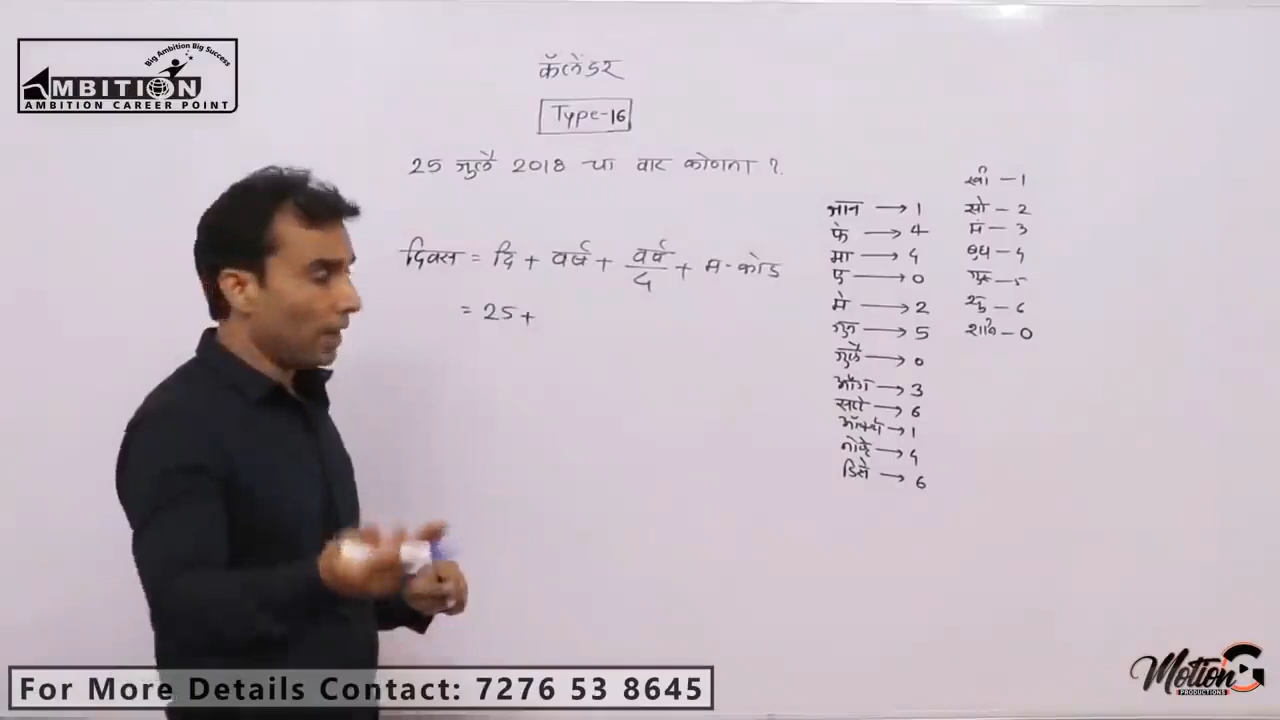 Big Ambition Big Success
AMBITION
AMBITION CAREER POINT
कॅलेंडर
Type-16
25 जुलै 2018 चा वार कोणता ?
दिवस = दि + वर्ष + वर्ष/4 + म.कोड
= 25 +
जान → 1
फे → 4
मा → 4
ए → 0
मे → 2
जुन → 5
जुलै → 0
ऑग → 3
सप्टे → 6
ऑक्टो → 1
नोव्हे → 4
डिसे → 6
रवी - 1
सो - 2
मं - 3
बुध - 4
गुरु - 5
शु - 6
शनि - 0
For More Details Contact: 7276 53 8645
Motion G
PRODUCTIONS